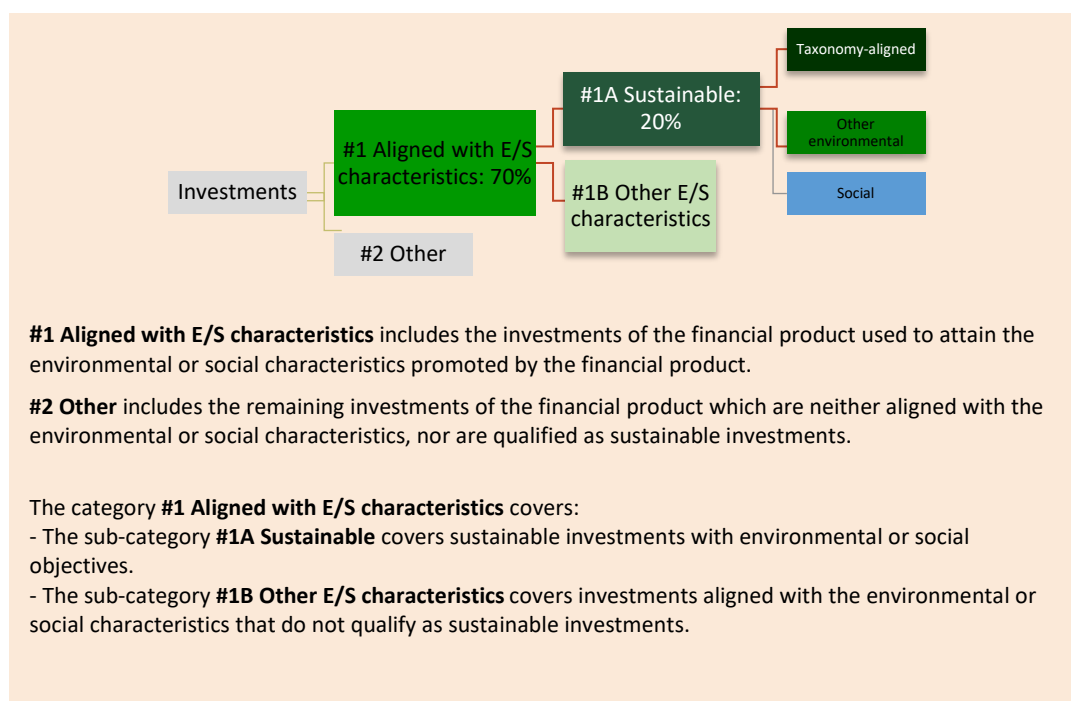 Taxonomy-aligned
#1A Sustainable:
20%
Other
environmental
#1 Aligned with E/S
characteristics: 70%
Investments
#1B Other E/S
characteristics
Social
#2 Other
#1 Aligned with E/S characteristics includes the investments of the financial product used to attain the
environmental or social characteristics promoted by the financial product.
#2 Other includes the remaining investments of the financial product which are neither aligned with the
environmental or social characteristics, nor are qualified as sustainable investments.
The category #1 Aligned with E/S characteristics covers:
- The sub-category #1A Sustainable covers sustainable investments with environmental or social
objectives.
- The sub-category #1B Other E/S characteristics covers investments aligned with the environmental or
social characteristics that do not qualify as sustainable investments.